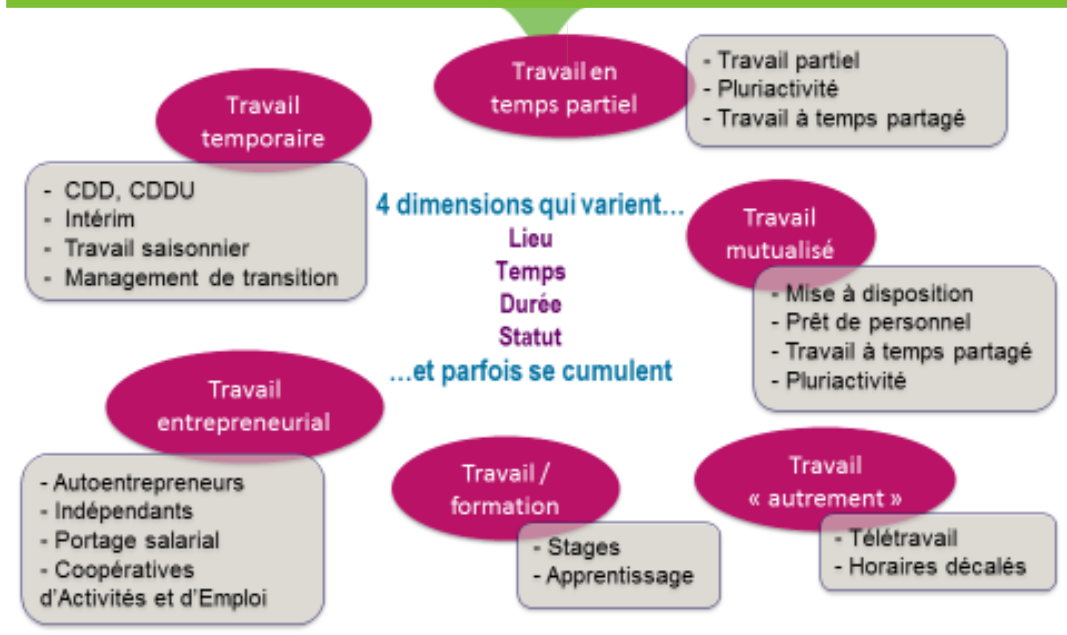 Travail en
temps partiel
- Travail partiel
- Pluriactivité
- Travail à temps partagé
Travail
temporaire
- CDD, CDDU
- Intérim
- Travail saisonnier
- Management de transition
4 dimensions qui varient...
Lieu
Temps
Durée
Statut
...et parfois se cumulent
Travail
mutualisé
- Mise à disposition
- Prêt de personnel
- Travail à temps partagé
- Pluriactivité
Travail
entrepreneurial
- Autoentrepreneurs
- Indépendants
- Portage salarial
- Coopératives
d'Activités et d'Emploi
Travail /
formation
- Stages
- Apprentissage
Travail
« autrement »
- Télétravail
- Horaires décalés